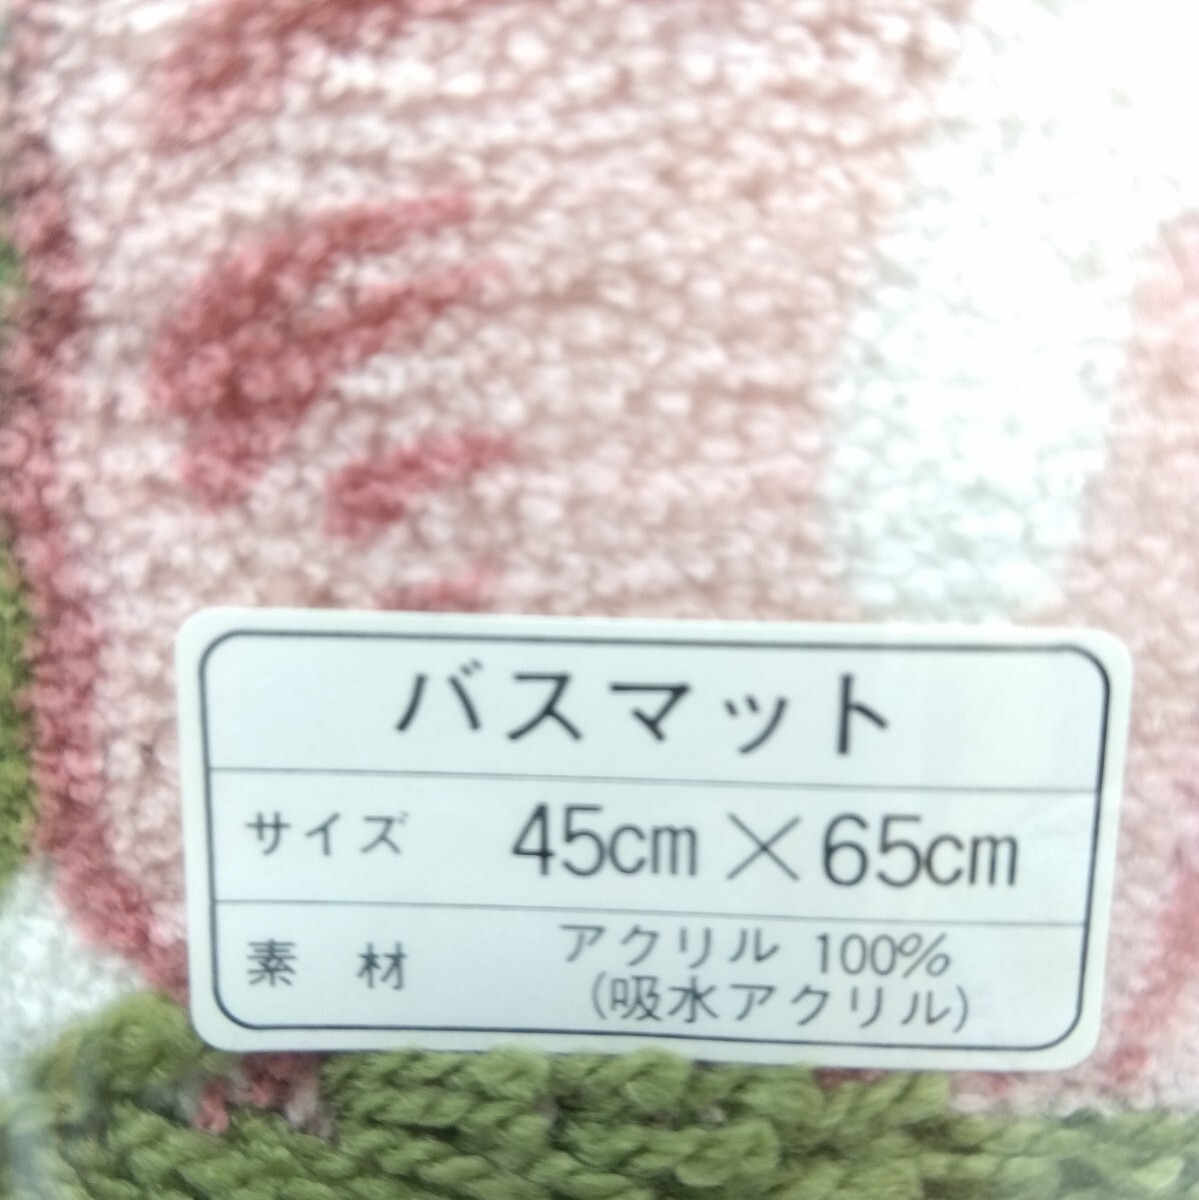 バスマット
サイズ 45cm×65cm
素材 アクリル 100%
(吸水アクリル)